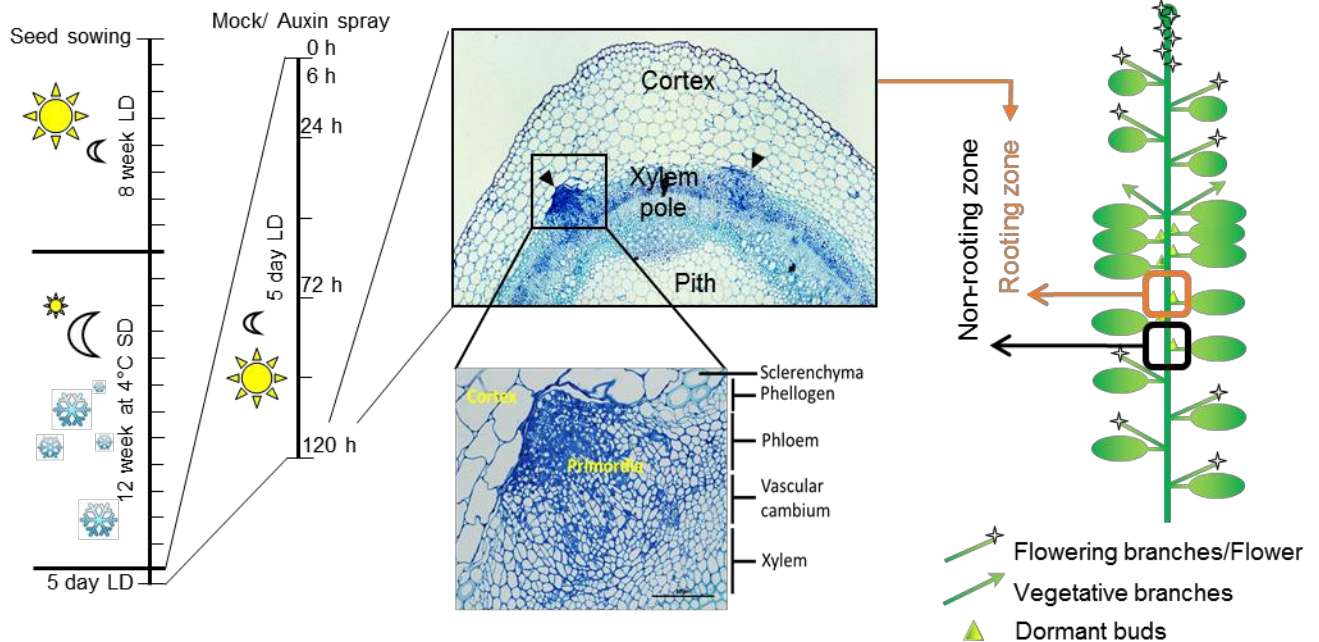 Seed sowing
8 week LD
12 week at 4°C SD
5 day LD
Mock/ Auxin spray
0 h
6 h
24 h
72 h
120 h
5 day LD
Cortex
Xylem
pole
Pith
Cortex
Primordia
Sclerenchyma
Phellogen
Phloem
Vascular
cambium
Xylem
Non-rooting zone
Rooting zone
Flowering branches/Flower
Vegetative branches
Dormant buds